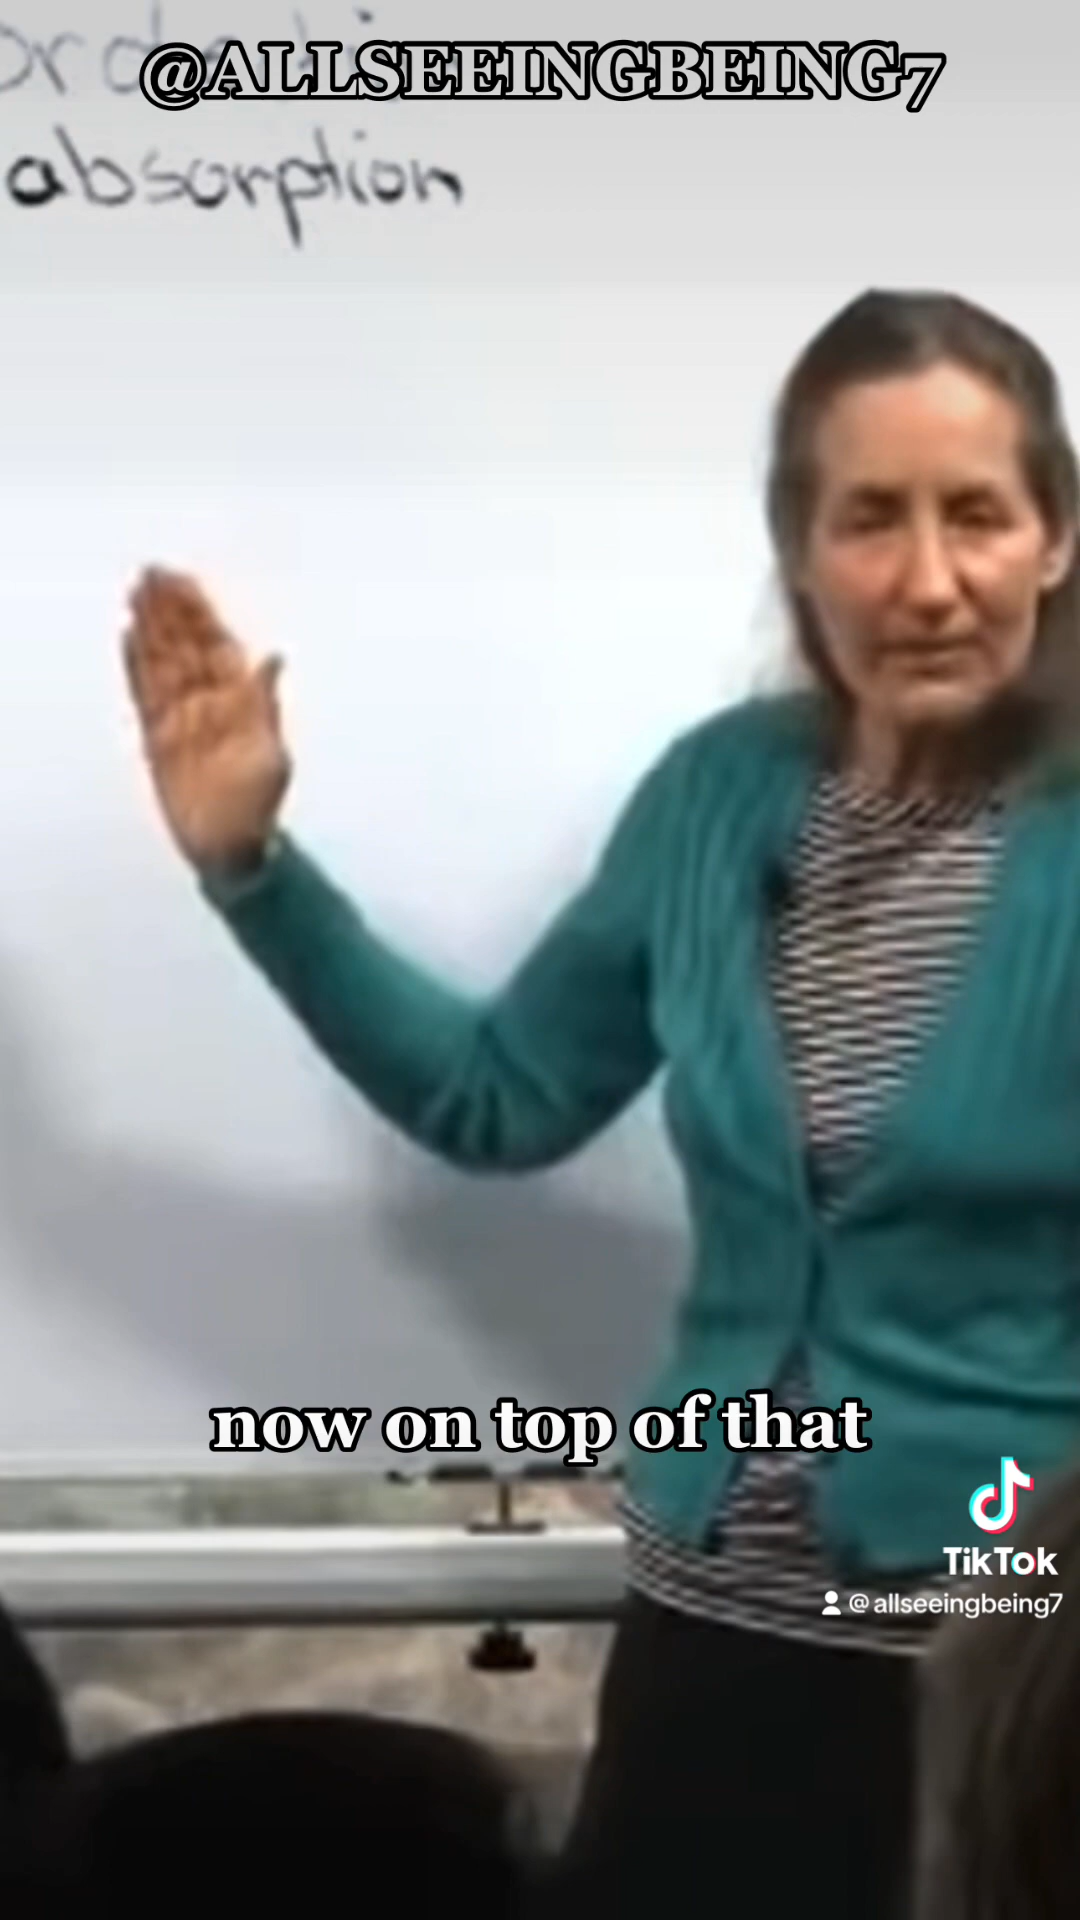 @ALLSEEINGBEING7
absorption
now on top of that
TikTok
@allseeingbeing7